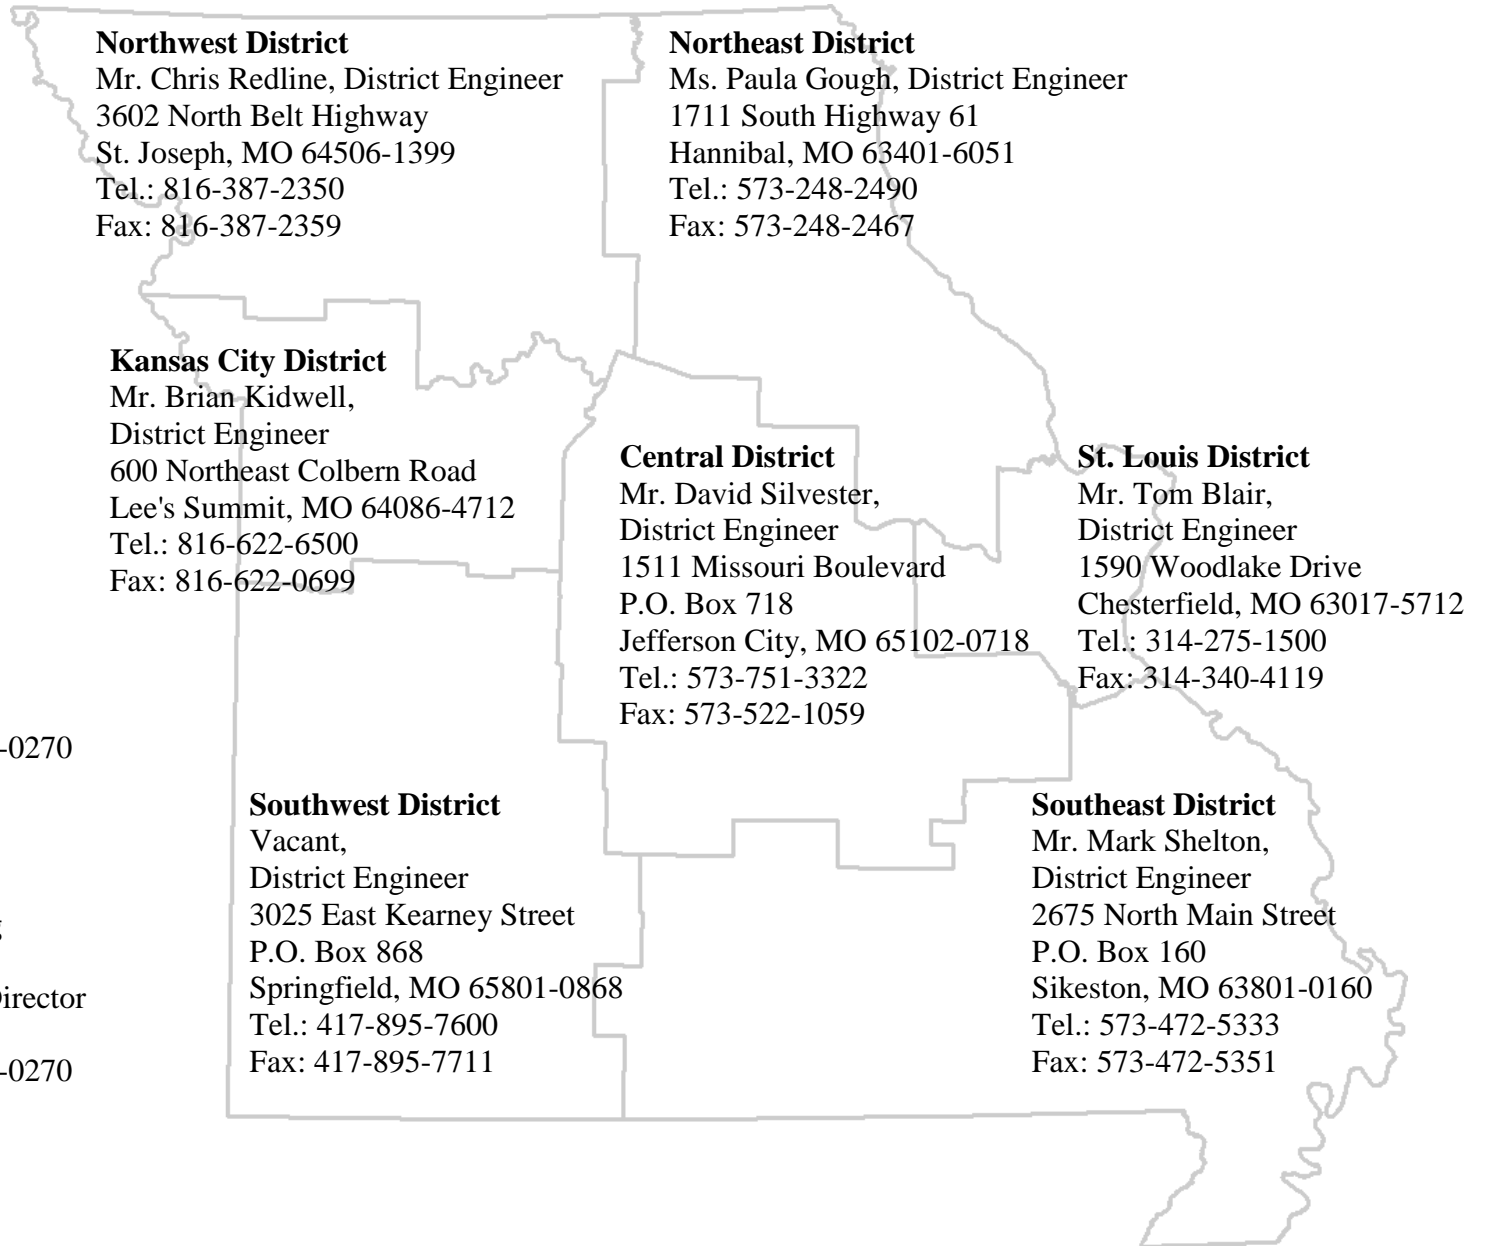 Northwest District
Mr. Chris Redline, District Engineer
3602 North Belt Highway
St. Joseph, MO 64506-1399
Tel.: 816-387-2350
Fax: 816-387-2359
Northeast District
Ms. Paula Gough, District Engineer
1711 South Highway 61
Hannibal, MO 63401-6051
Tel.: 573-248-2490
Fax: 573-248-2467
Kansas City District
Mr. Brian Kidwell,
District Engineer
600 Northeast Colbern Road
Lee's Summit, MO 64086-4712
Tel.: 816-622-6500
Fax: 816-622-0699
Central District
Mr. David Silvester,
District Engineer
1511 Missouri Boulevard
P.O. Box 718
Jefferson City, MO 65102-0718
Tel.: 573-751-3322
Fax: 573-522-1059
St. Louis District
Mr. Tom Blair,
District Engineer
1590 Woodlake Drive
Chesterfield, MO 63017-5712
Tel.: 314-275-1500
Fax: 314-340-4119
-0270
irector
-0270
Southwest District
Vacant,
District Engineer
3025 East Kearney Street
P.O. Box 868
Springfield, MO 65801-0868
Tel.: 417-895-7600
Fax: 417-895-7711
Southeast District
Mr. Mark Shelton,
District Engineer
2675 North Main Street
P.O. Box 160
Sikeston, MO 63801-0160
Tel.: 573-472-5333
Fax: 573-472-5351